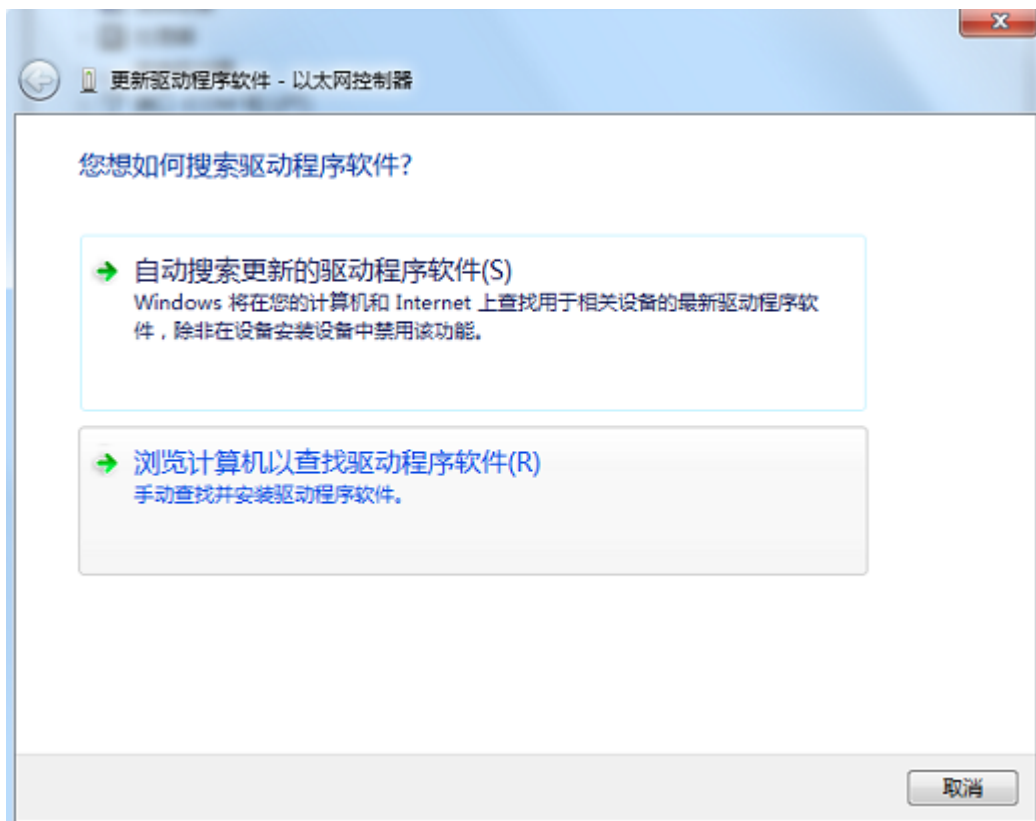 更新驱动程序软件 - 以太网控制器
您想如何搜索驱动程序软件?
自动搜索更新的驱动程序软件(S)
Windows 将在您的计算机和 Internet 上查找用于相关设备的最新驱动程序软
件，除非在设备安装设备中禁用该功能。
浏览计算机以查找驱动程序软件(R)
手动查找并安装驱动程序软件。
取消